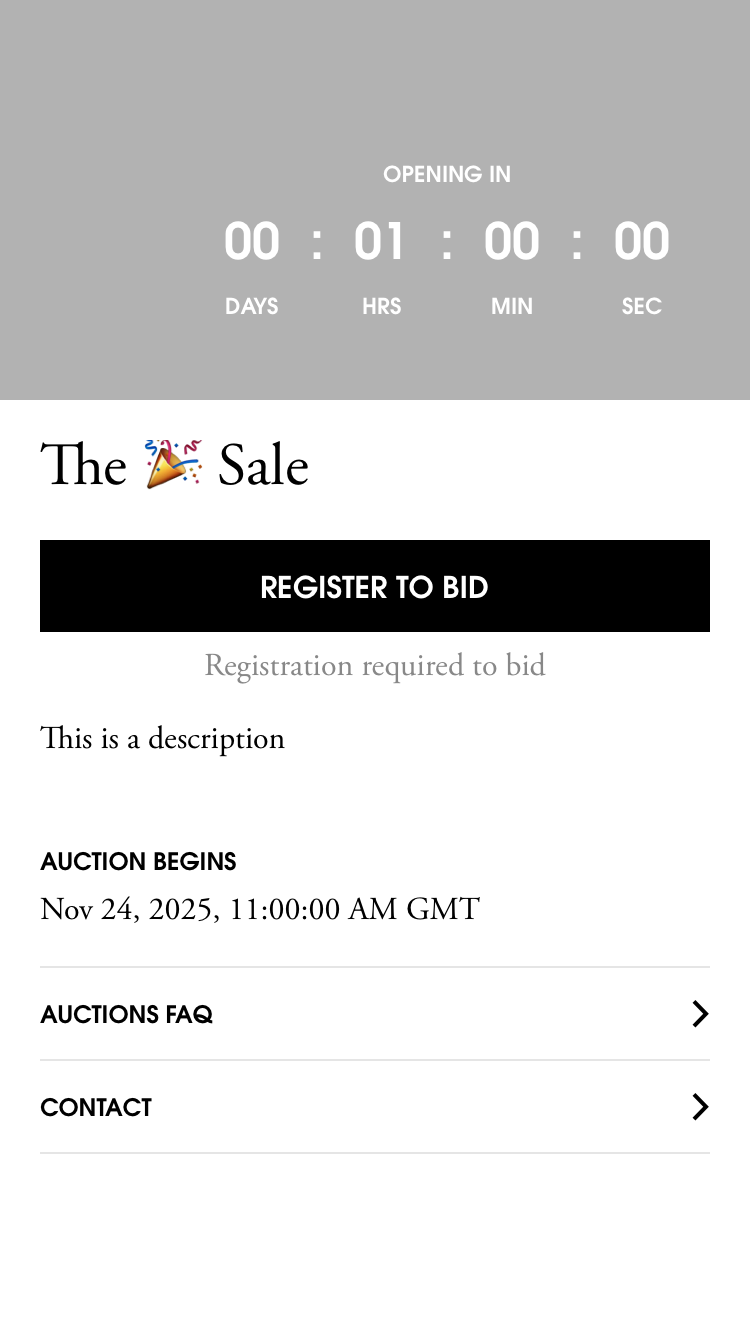 OPENING IN
00 : 01 : 00 : 00
DAYS HRS MIN SEC
The 🎉 Sale
REGISTER TO BID
Registration required to bid
This is a description
AUCTION BEGINS
Nov 24, 2025, 11:00:00 AM GMT
AUCTIONS FAQ
CONTACT